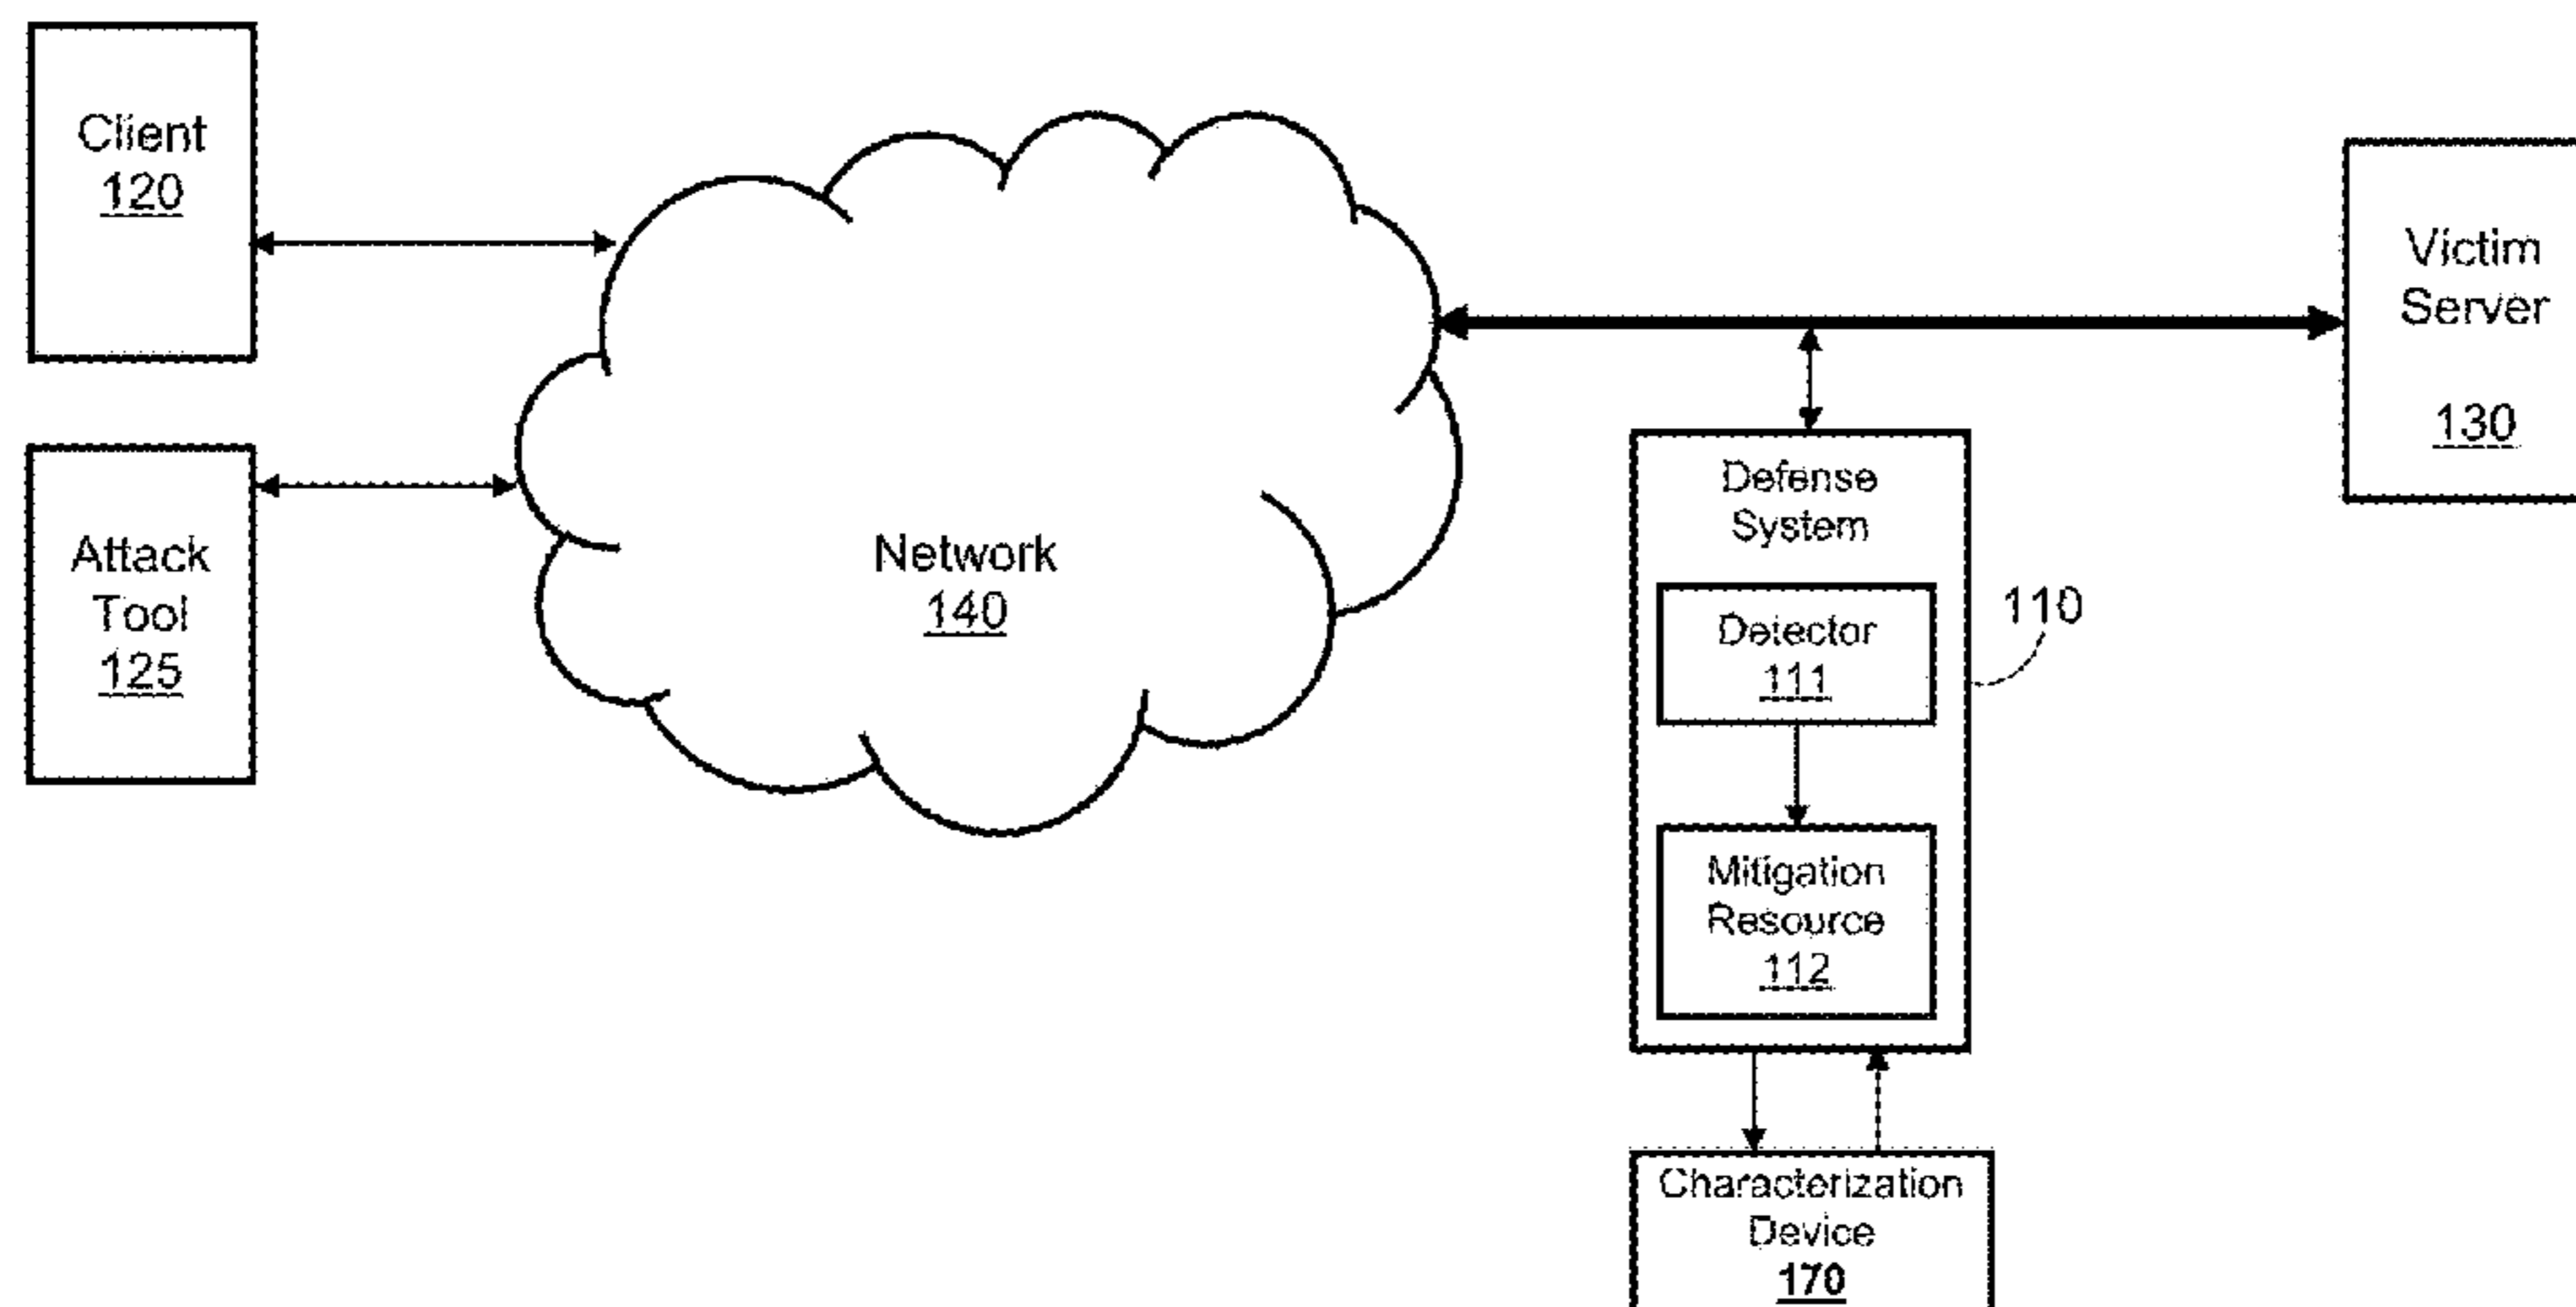 Client
120
Attack
Tool
125
Network
140
Victim
Server
130
Defense
System
Detector
111
110
Mitigation
Resource
112
Characterization
Device
170